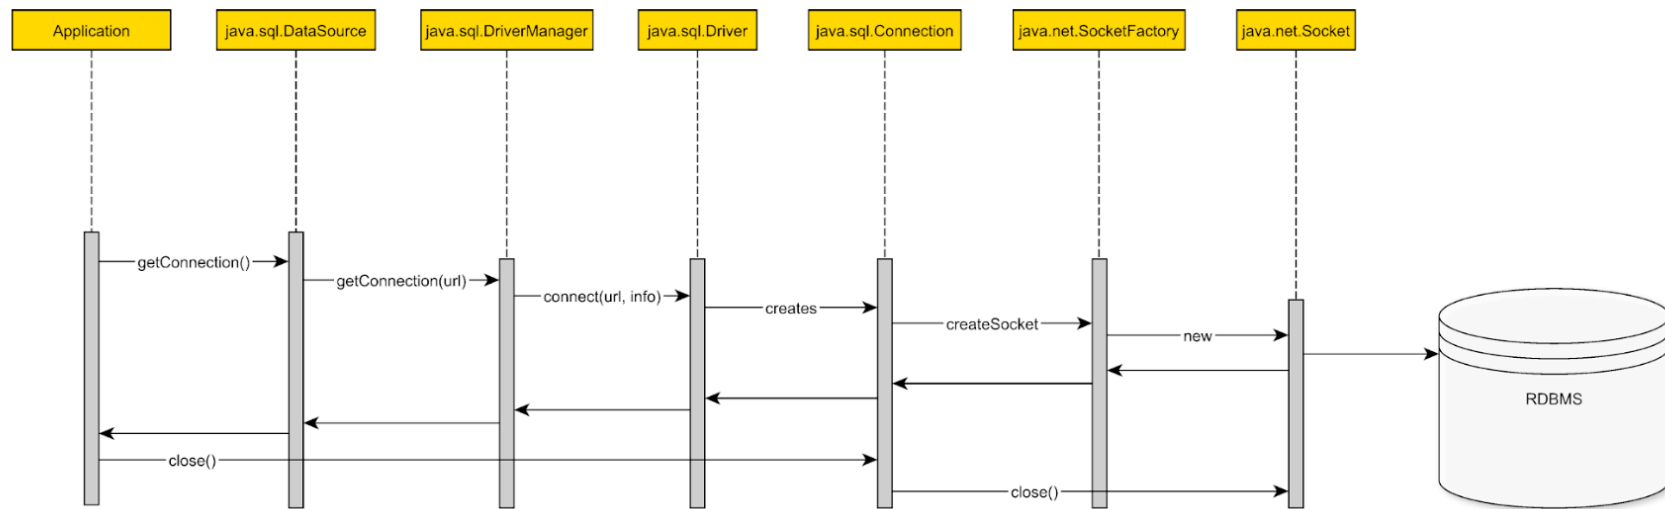 Application
java.sql.DataSource
java.sql.DriverManager
java.sql.Driver
java.sql.Connection
java.net.SocketFactory
java.net.Socket
getConnection()
getConnection(url)
connect(url, info)
creates
createSocket
new
RDBMS
close()
close()